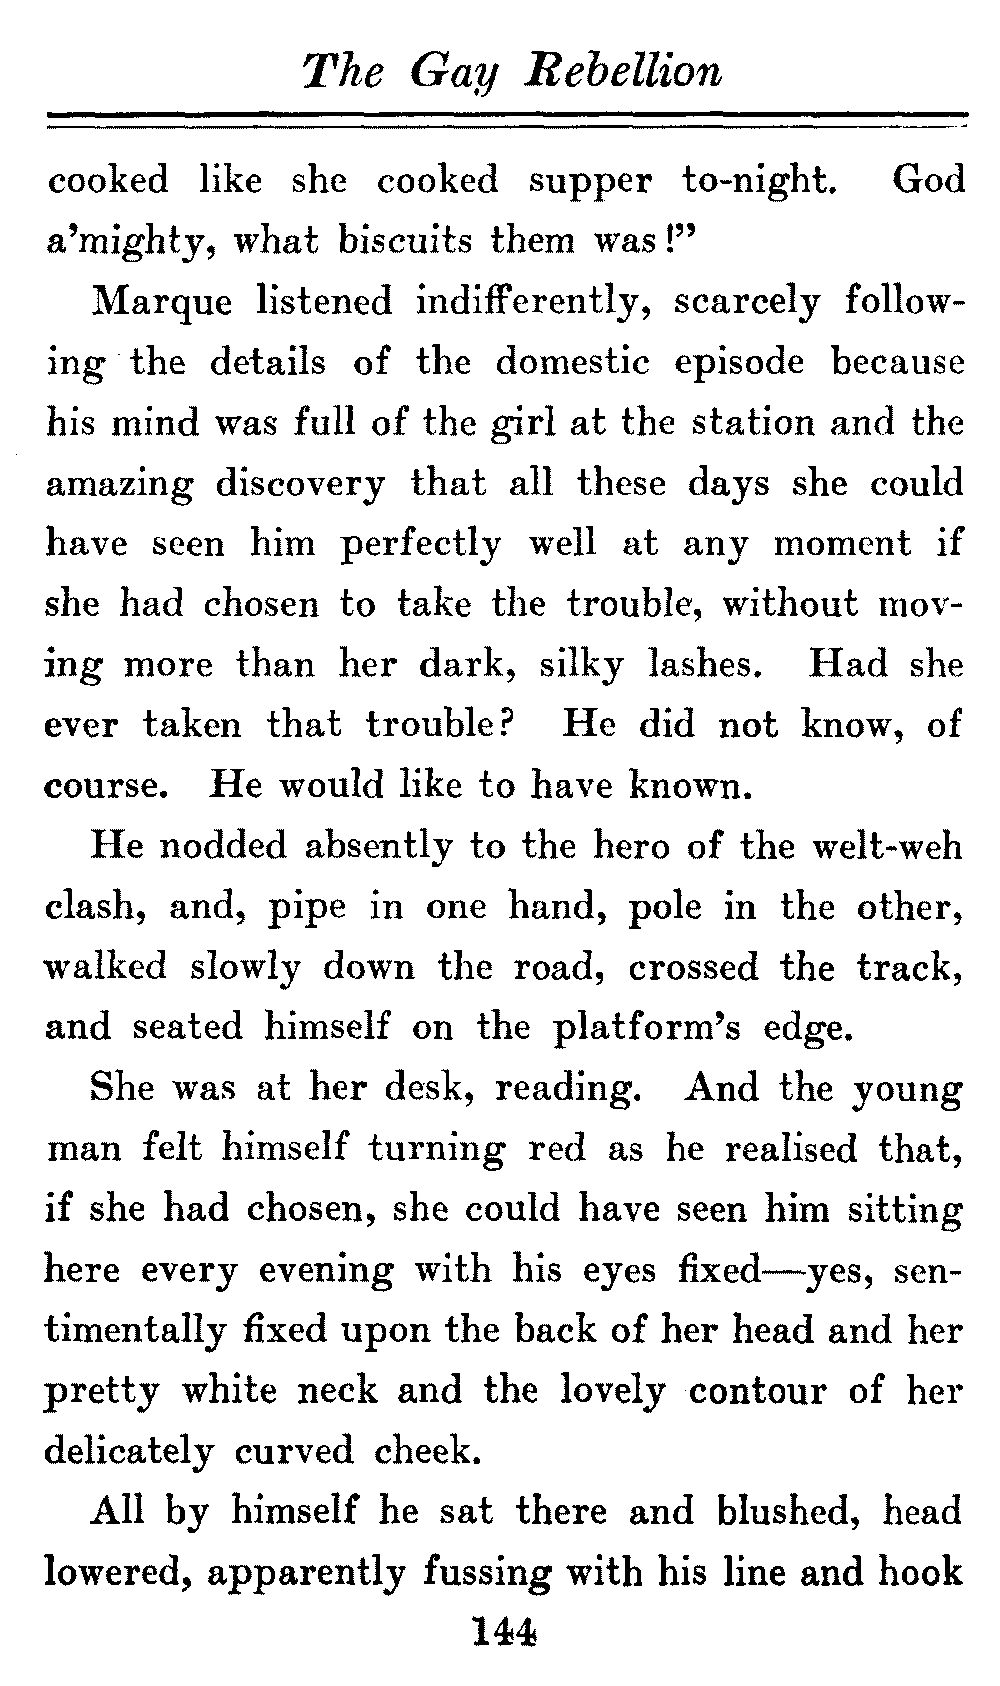 The Gay Rebellion
cooked like she cooked supper to-night. God
a'mighty, what biscuits them was!"
Marque listened indifferently, scarcely follow-
ing the details of the domestic episode because
his mind was full of the girl at the station and the
amazing discovery that all these days she could
have seen him perfectly well at any moment if
she had chosen to take the trouble, without mov-
ing more than her dark, silky lashes. Had she
ever taken that trouble? He did not know, of
course. He would like to have known.
He nodded absently to the hero of the welt-weh
clash, and, pipe in one hand, pole in the other,
walked slowly down the road, crossed the track,
and seated himself on the platform's edge.
She was at her desk, reading. And the young
man felt himself turning red as he realised that,
if she had chosen, she could have seen him sitting
here every evening with his eyes fixed—yes, sen-
timentally fixed upon the back of her head and her
pretty white neck and the lovely contour of her
delicately curved cheek.
All by himself he sat there and blushed, head
lowered, apparently fussing with his line and hook
144